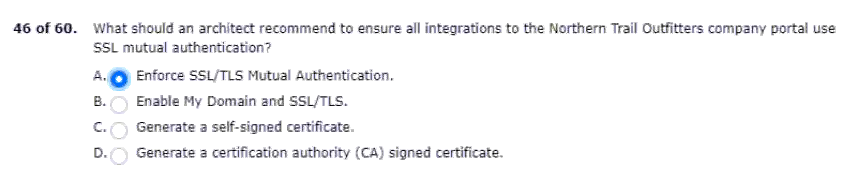 46 of 60. What should an architect recommend to ensure all integrations to the Northern Trail Outfitters company portal use
SSL mutual authentication?
A. Enforce SSL/TLS Mutual Authentication.
B. Enable My Domain and SSL/TLS.
C. Generate a self-signed certificate.
D. Generate a certification authority (CA) signed certificate.